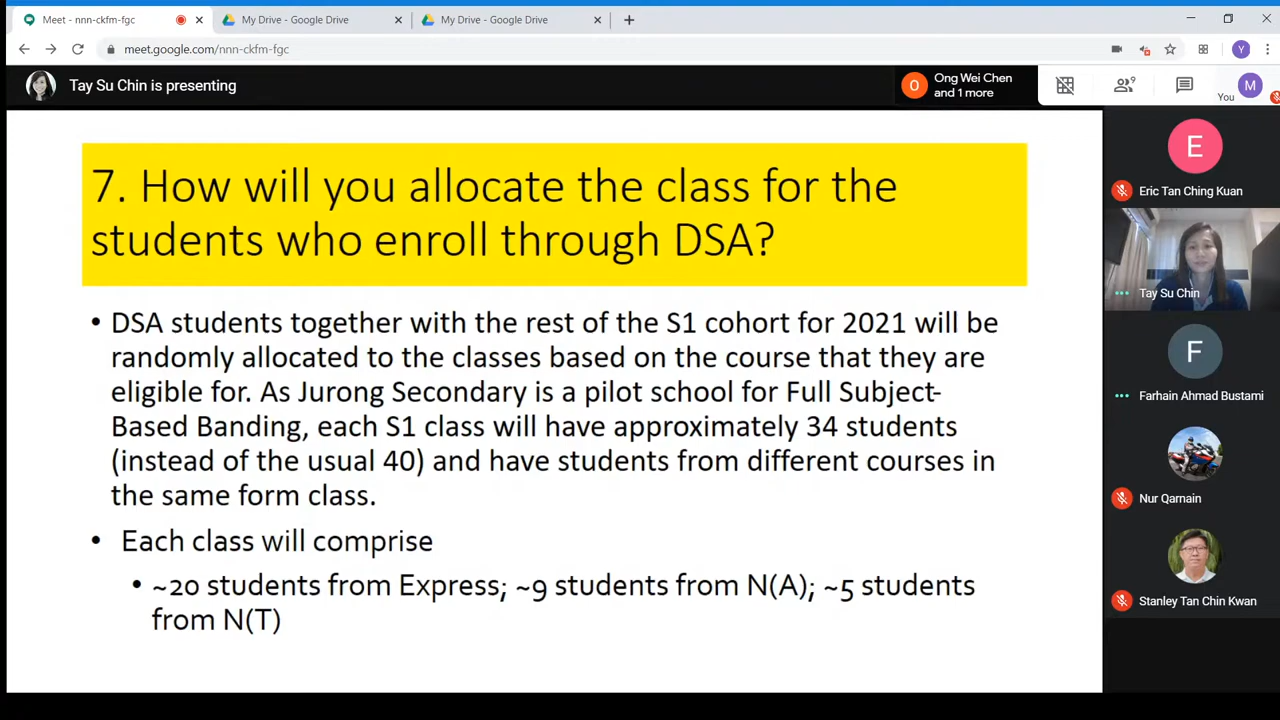 Meet - nnn-ckfm-fgc
My Drive - Google Drive
My Drive - Google Drive
meet.google.com/nnn-ckfm-fgc
Y
Tay Su Chin is presenting
O
Ong Wei Chen
and 1 more
9
You
M
7. How will you allocate the class for the
students who enroll through DSA?
• DSA students together with the rest of the S1 cohort for 2021 will be
randomly allocated to the classes based on the course that they are
eligible for. As Jurong Secondary is a pilot school for Full Subject-
Based Banding, each S1 class will have approximately 34 students
(instead of the usual 40) and have students from different courses in
the same form class.
• Each class will comprise
• ~20 students from Express; ~9 students from N(A); ~5 students
from N(T)
E
Eric Tan Ching Kuan
Tay Su Chin
F
Farhain Ahmad Bustami
Nur Qarnain
Stanley Tan Chin Kwan